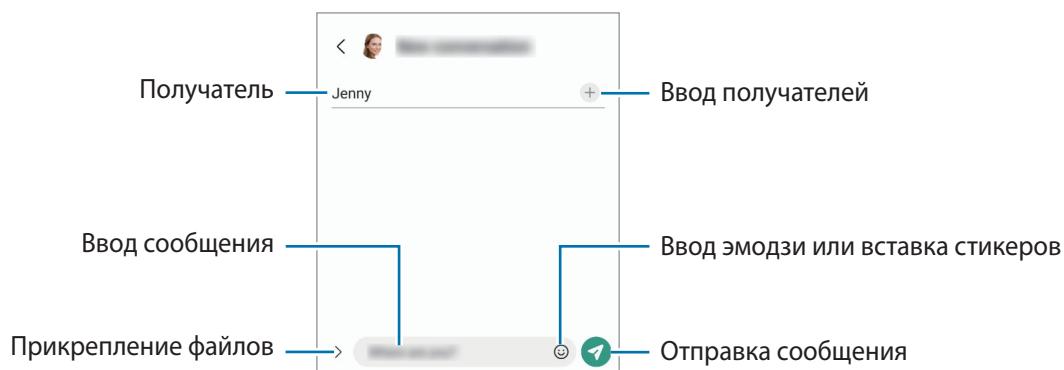 Получатель
Jenny
Ввод получателей
Ввод сообщения
Ввод эмодзи или вставка стикеров
Прикрепление файлов
Отправка сообщения